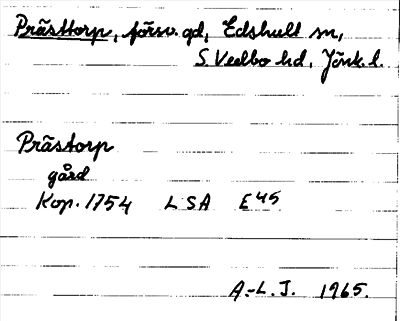 Prästtorp, försv. gd, Edshult sn,
S. Vedbo hd, Jönk. l.
Prästorp
gård
Kop. 1754 LSA E45
A.-L. J. 1965.